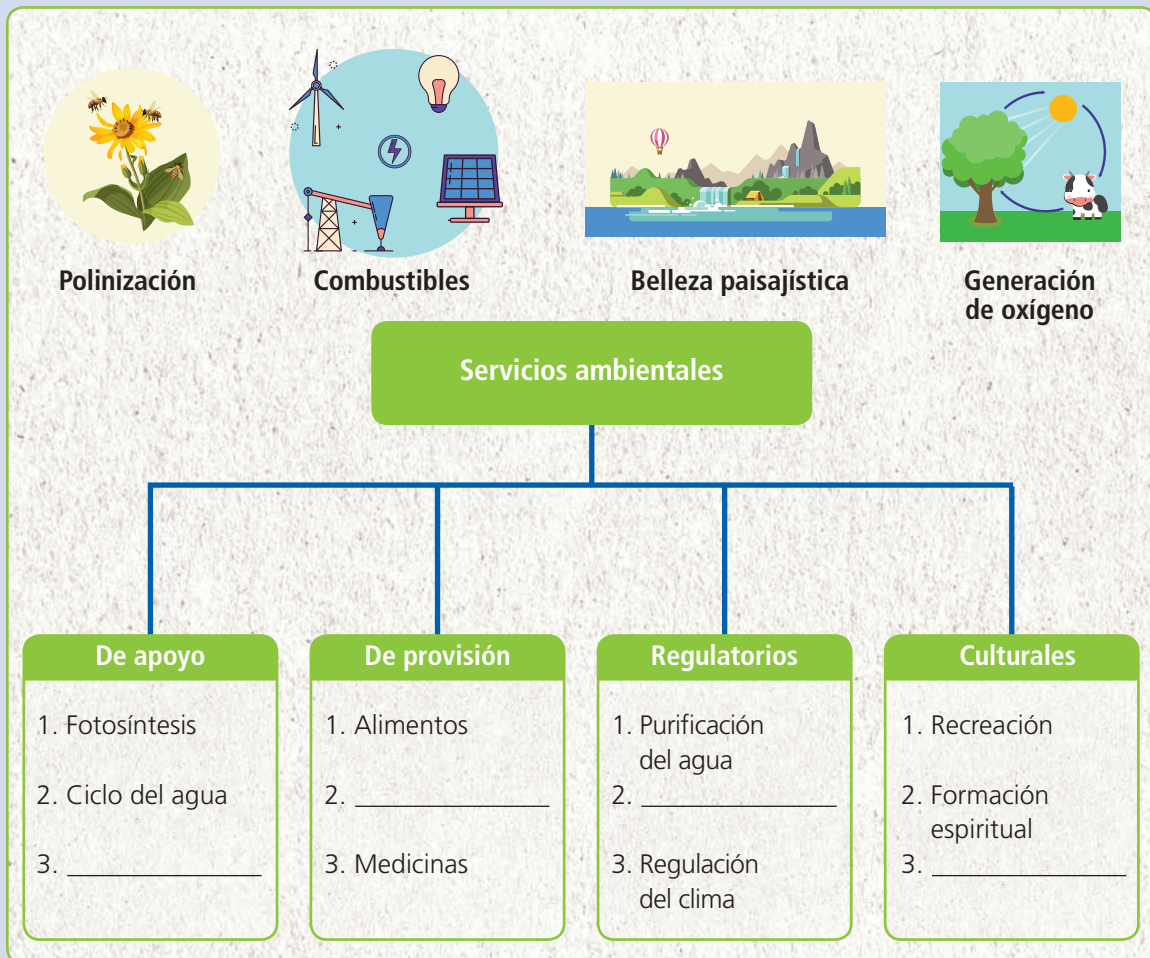 Polinización
Combustibles
Belleza paisajística
Generación
de oxígeno
Servicios ambientales
De apoyo
1. Fotosíntesis
2. Ciclo del agua
3. ______________
De provisión
1. Alimentos
2. ______________
3. Medicinas
Regulatorios
1. Purificación
del agua
2. ______________
3. Regulación
del clima
Culturales
1. Recreación
2. Formación
espiritual
3. ______________